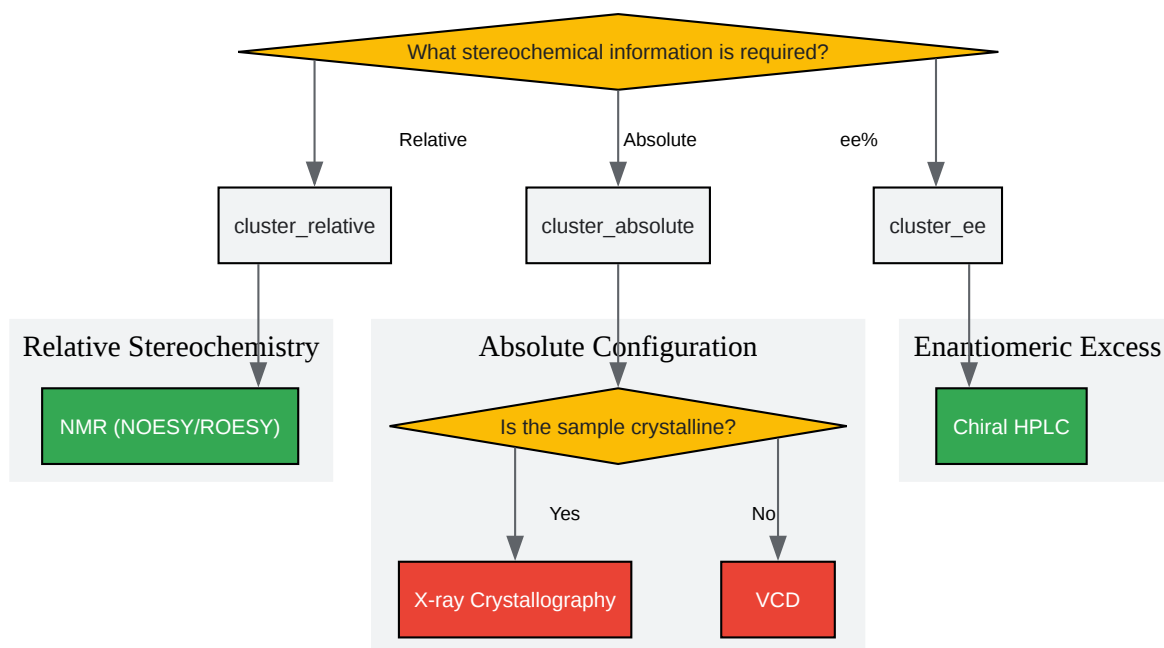 What stereochemical information is required?
Relative
Absolute
ee%
cluster_relative
cluster_absolute
cluster_ee
Relative Stereochemistry
Absolute Configuration
Enantiomeric Excess
NMR (NOESY/ROESY)
Is the sample crystalline?
Chiral HPLC
Yes
No
X-ray Crystallography
VCD